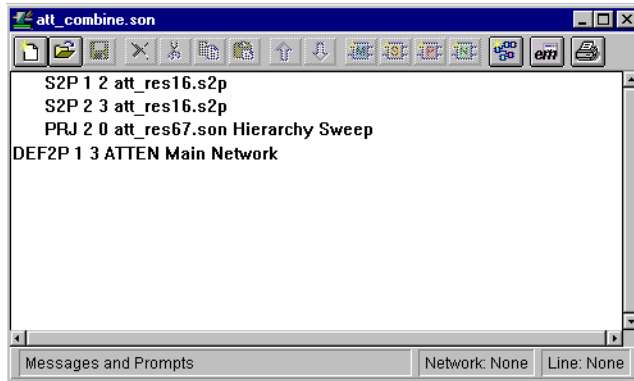 att_combine.son
em
S2P 1 2 att_res16.s2p
S2P 2 3 att_res16.s2p
PRJ 2 0 att_res67.son Hierarchy Sweep
DEF2P 1 3 ATTEN Main Network
Messages and Prompts
Network: None
Line: None